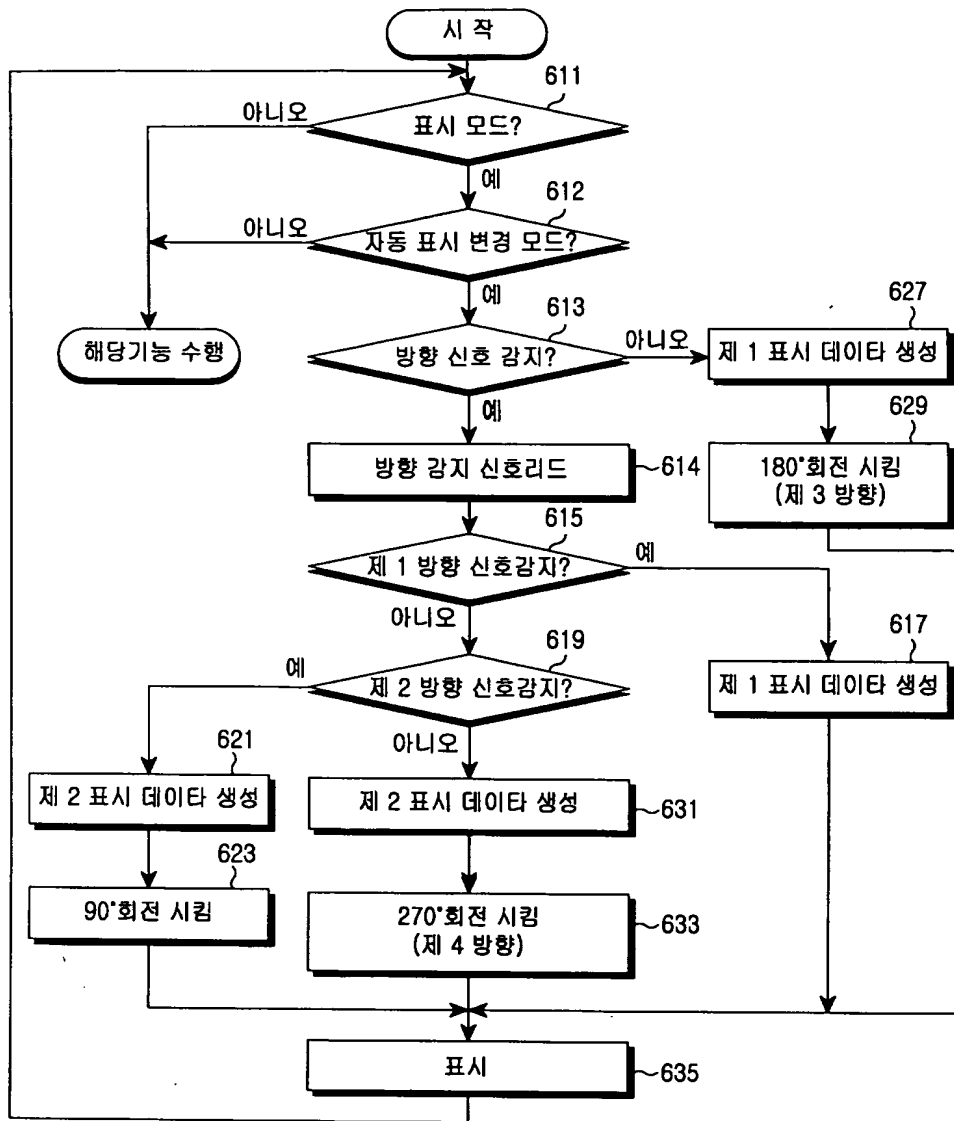 시 작
611
아니오
표시 모드?
예
612
아니오
자동 표시 변경 모드?
예
613
627
해당기능 수행
방향 신호 감지?
아니오
제 1 표시 데이타 생성
예
629
방향 감지 신호리드
614
180°회전 시킴
(제 3 방향)
615
제 1 방향 신호감지?
예
아니오
619
617
예
제 2 방향 신호감지?
제 1 표시 데이타 생성
아니오
621
제 2 표시 데이타 생성
제 2 표시 데이타 생성
631
623
90°회전 시킴
270°회전 시킴
(제 4 방향)
633
표시
635